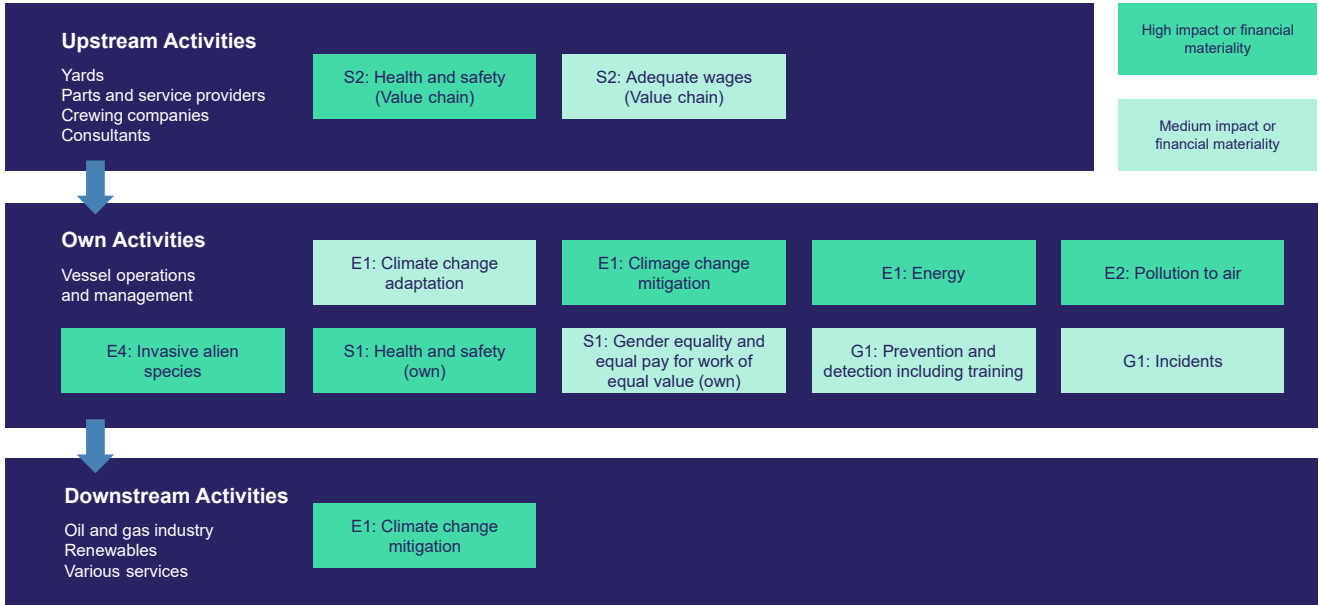 Upstream Activities
Yards
Parts and service providers
Crewing companies
Consultants
S2: Health and safety
(Value chain)
S2: Adequate wages
(Value chain)
High impact or financial
materiality
Medium impact or
financial materiality
Own Activities
Vessel operations
and management
E1: Climate change
adaptation
E1: Climage change
mitigation
E1: Energy
E2: Pollution to air
E4: Invasive alien
species
S1: Health and safety
(own)
S1: Gender equality and
equal pay for work of
equal value (own)
G1: Prevention and
detection including training
G1: Incidents
Downstream Activities
Oil and gas industry
Renewables
Various services
E1: Climate change
mitigation